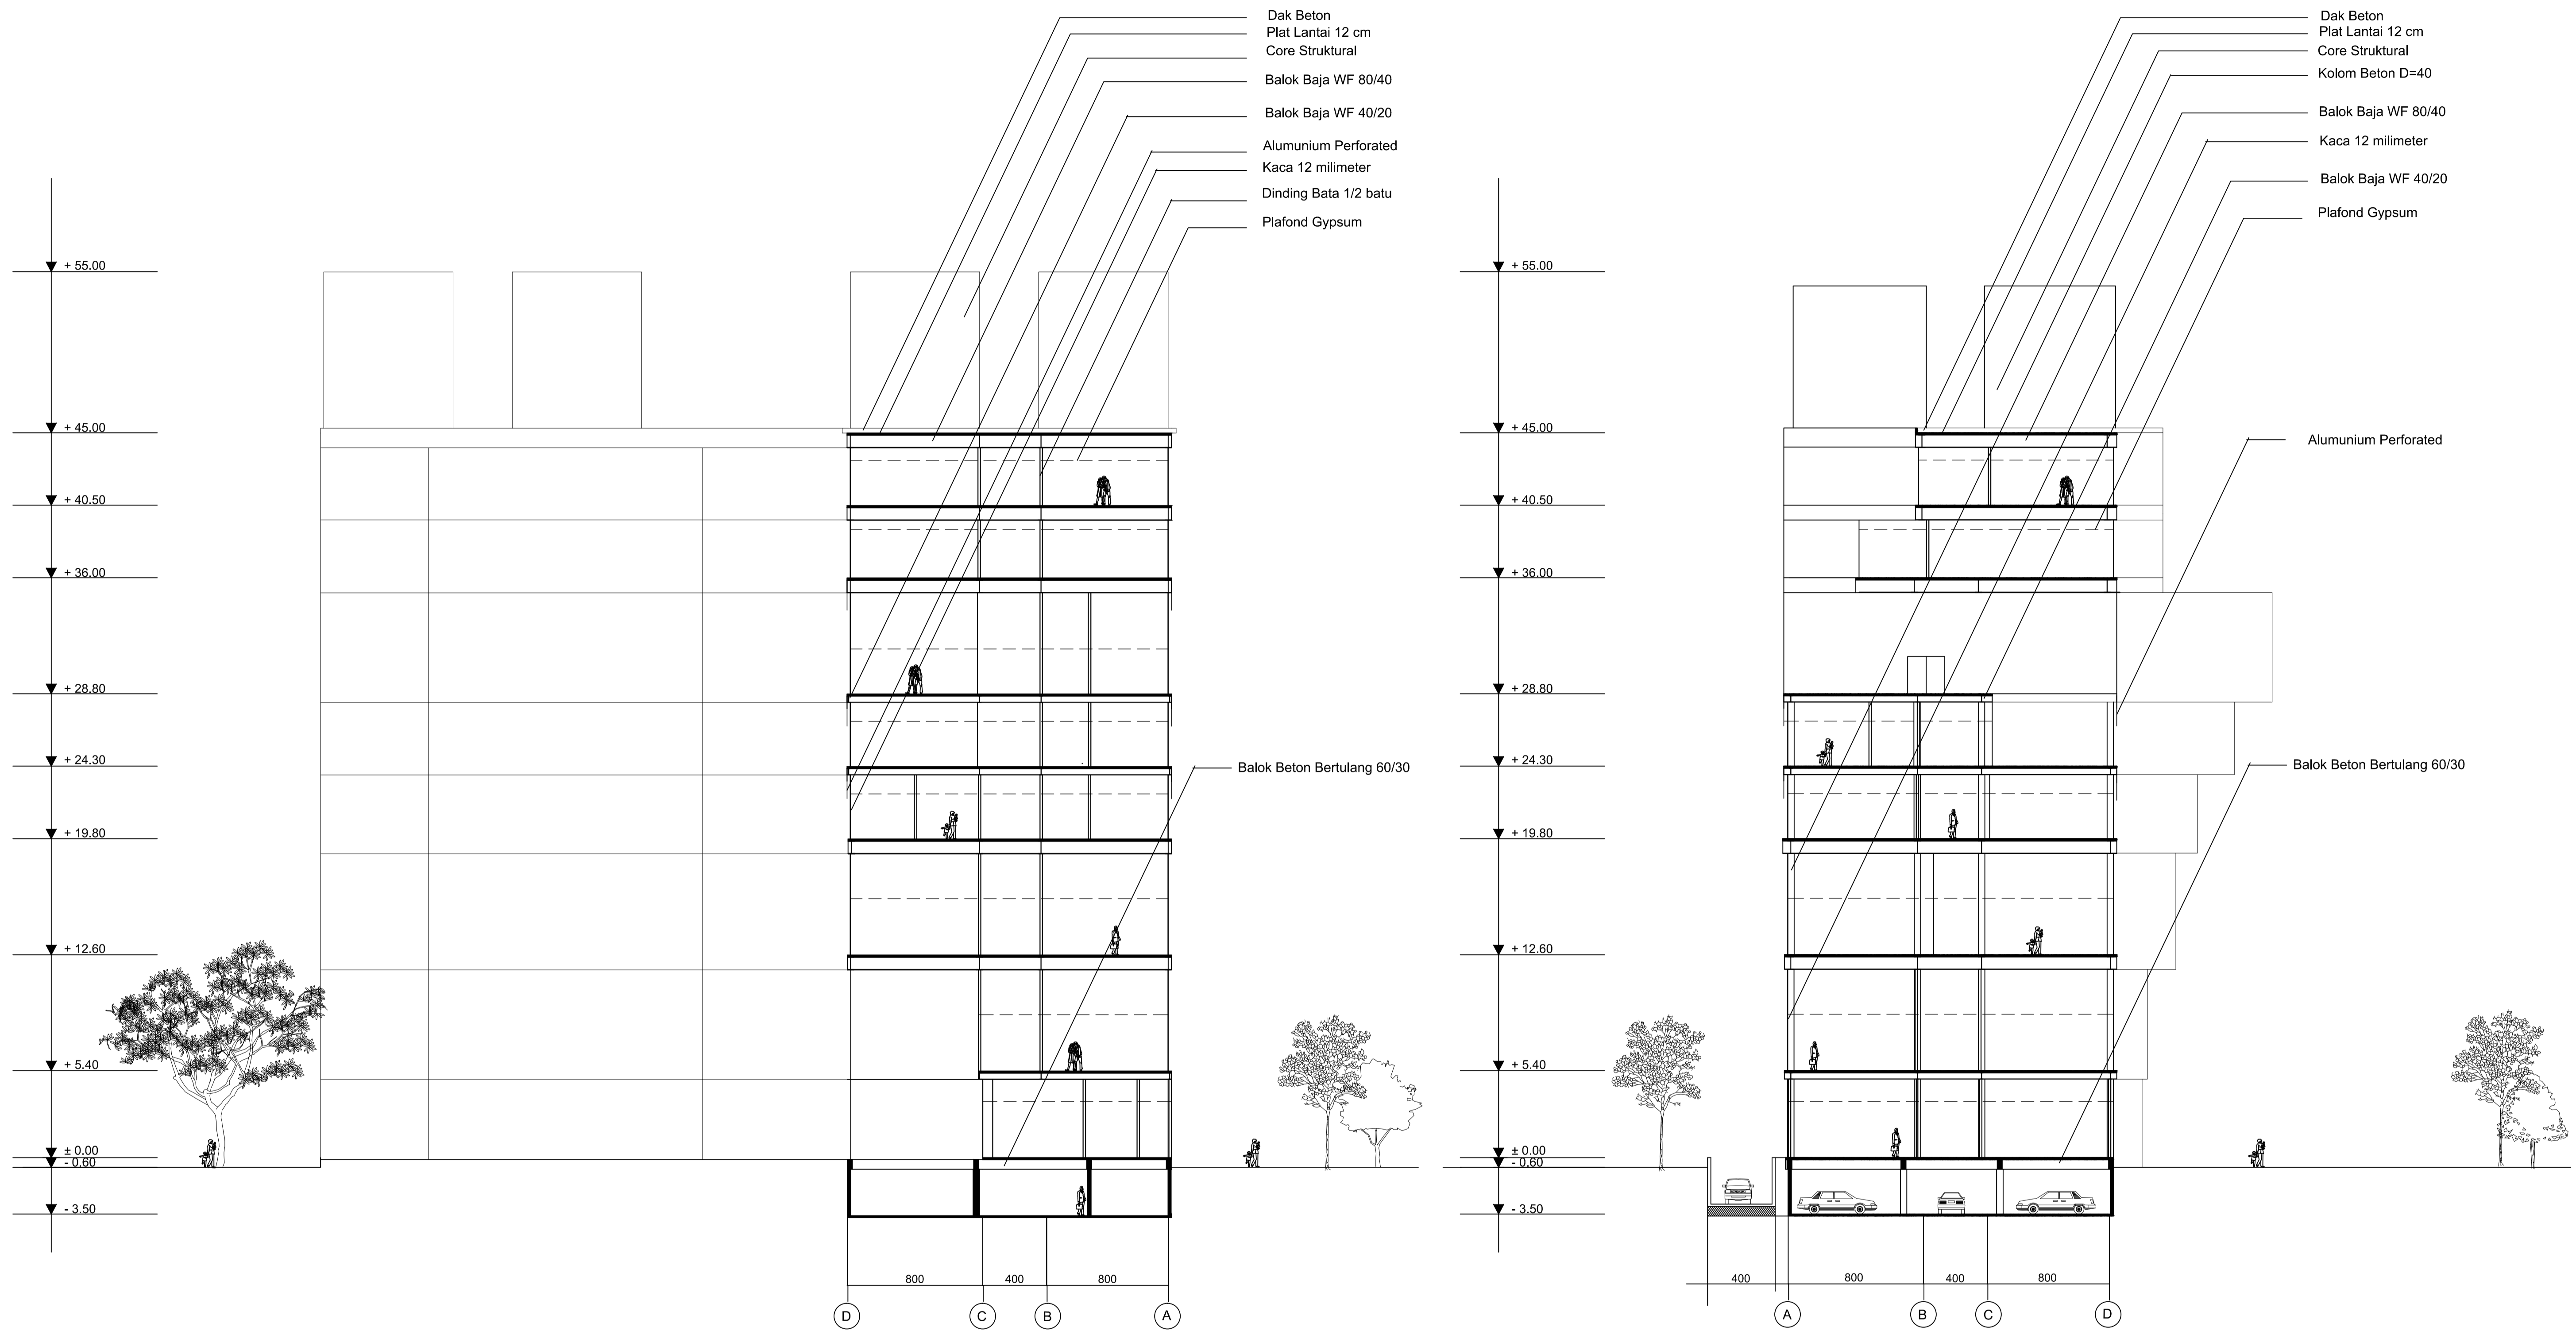 Dak Beton
Plat Lantai 12 cm
Core Struktural
Balok Baja WF 80/40
Balok Baja WF 40/20
Alumunium Perforated
Kaca 12 milimeter
Dinding Bata 1/2 batu
Plafond Gypsum
+ 55.00
+ 45.00
+ 40.50
+ 36.00
+ 28.80
+ 24.30
+ 19.80
+ 12.60
+ 5.40
± 0.00
- 0.60
- 3.50
Balok Beton Bertulang 60/30
800
400
800
D
C
B
A
Dak Beton
Plat Lantai 12 cm
Core Struktural
Kolom Beton D=40
Balok Baja WF 80/40
Kaca 12 milimeter
Balok Baja WF 40/20
Plafond Gypsum
Alumunium Perforated
Balok Beton Bertulang 60/30
+ 55.00
+ 45.00
+ 40.50
+ 36.00
+ 28.80
+ 24.30
+ 19.80
+ 12.60
+ 5.40
± 0.00
- 0.60
- 3.50
400
800
400
800
A
B
C
D